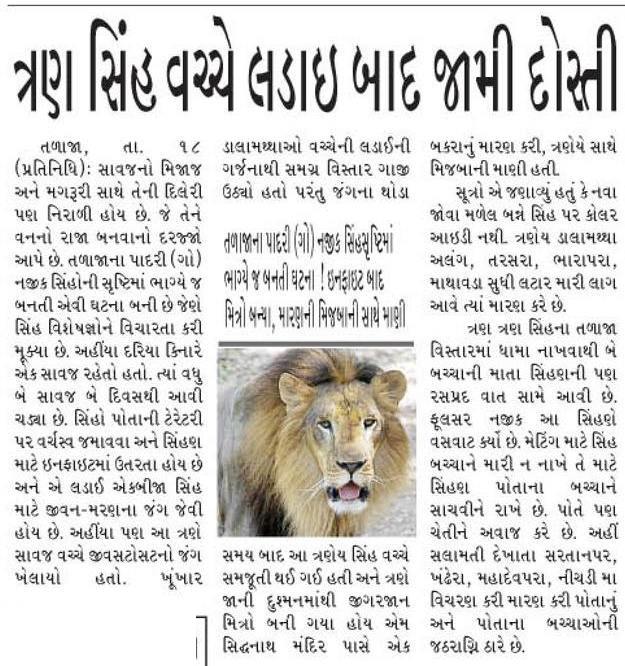 ત્રણ સિંહ વચ્ચે લડાઇ બાદ જામી દોસ્તી
તળાજા, તા. ૧૮
(પ્રતિનિધિ): સાવજનો મિજાજ
અને મગરૂરી સાથે તેની દિલેરી
પણ નિરાળી હોય છે. જે તેને
વનનો રાજા બનવાનો દરજ્જો
આપે છે. તળાજાના પાદરી (ગો)
નજીક સિંહોની સૃષ્ટિમાં ભાગ્યે જ
બનતી એવી ઘટના બની છે જેણે
સિંહ વિશેષજ્ઞોને વિચારતા કરી
મૂક્યા છે. અહીંયા દરિયા કિનારે
એક સાવજ રહેતો હતો. ત્યાં વધુ
બે સાવજ બે દિવસથી આવી
ચડ્યા છે. સિંહો પોતાની ટેરેટરી
પર વર્ચસ્વ જમાવવા અને સિંહણ
માટે ઇનફાઇટમાં ઉતરતા હોય છે
અને એ લડાઈ એકબીજા સિંહ
માટે જીવન-મરણના જંગ જેવી
હોય છે. અહીંયા પણ આ ત્રણે
સાવજ વચ્ચે જીવસટોસટનો જંગ
ખેલાયો હતો. ખૂંખાર
ડાલામથ્થાઓ વચ્ચેની લડાઈની
ગર્જનાથી સમગ્ર વિસ્તાર ગાજી
ઉઠ્યો હતો પરંતુ જંગના થોડા
તળાજાના પાદરી (ગો) નજીક સિંહસૃષ્ટિમાં
ભાગ્યે જ બનતી ઘટના ! ઇનફાઇટ બાદ
મિત્રો બન્યા, મારણની મિજબાની સાથે માણી
સમય બાદ આ ત્રણેય સિંહ વચ્ચે
સમજૂતી થઈ ગઈ હતી અને ત્રણે
જાની દુશ્મનમાંથી જીગરજાન
મિત્રો બની ગયા હોય એમ
સિદ્ધનાથ મંદિર પાસે એક
બકરાનું મારણ કરી, ત્રણેયે સાથે
મિજબાની માણી હતી.
સૂત્રો એ જણાવ્યું હતું કે નવા
જોવા મળેલ બન્ને સિંહ પર કોલર
આઇડી નથી. ત્રણેય ડાલામથ્થા
અલંગ, તરસરા, ભારાપરા,
માથાવડા સુધી લટાર મારી લાગ
આવે ત્યાં મારણ કરે છે.
ત્રણ ત્રણ સિંહના તળાજા
વિસ્તારમાં ધામા નાખવાથી બે
બચ્ચાની માતા સિંહણની પણ
રસપ્રદ વાત સામે આવી છે.
ફૂલસર નજીક આ સિંહણે
વસવાટ કર્યો છે. મેટિંગ માટે સિંહ
બચ્ચાને મારી ન નાખે તે માટે
સિંહણ પોતાના બચ્ચાને
સાચવીને રાખે છે. પોતે પણ
ચેતીને અવાજ કરે છે. અહીં
સલામતી દેખાતા સરતાનપર,
ખંઢેરા, મહાદેવપરા, નીચડી મા
વિચરણ કરી મારણ કરી પોતાનું
અને પોતાના બચ્ચાઓની
જઠરાગ્નિ ઠારે છે.